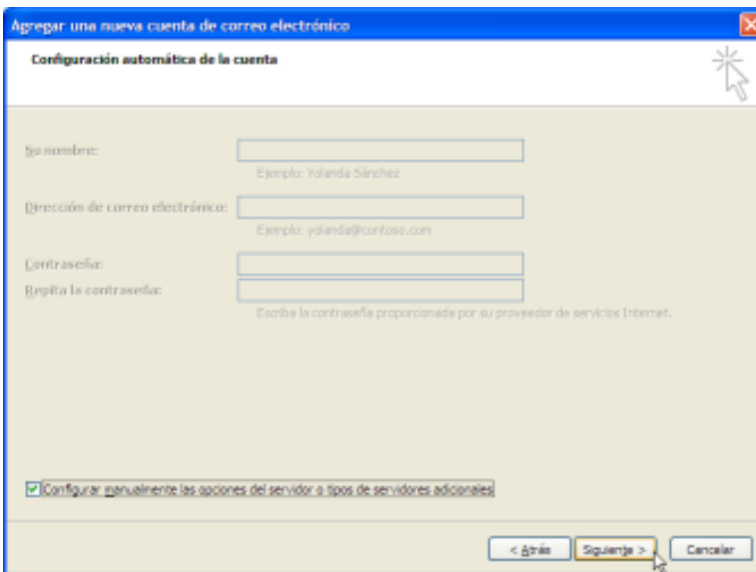 Agregar una nueva cuenta de correo electrónico
Configuración automática de la cuenta
Su nombre:
Ejemplo: Yolanda Sánchez
Dirección de correo electrónico:
Ejemplo: yolanda@contoso.com
Contraseña:
Repita la contraseña:
Escriba la contraseña proporcionada por su proveedor de servicios Internet.
Configurar manualmente las opciones del servidor o tipos de servidores adicionales
< Atrás Siguiente > Cancelar